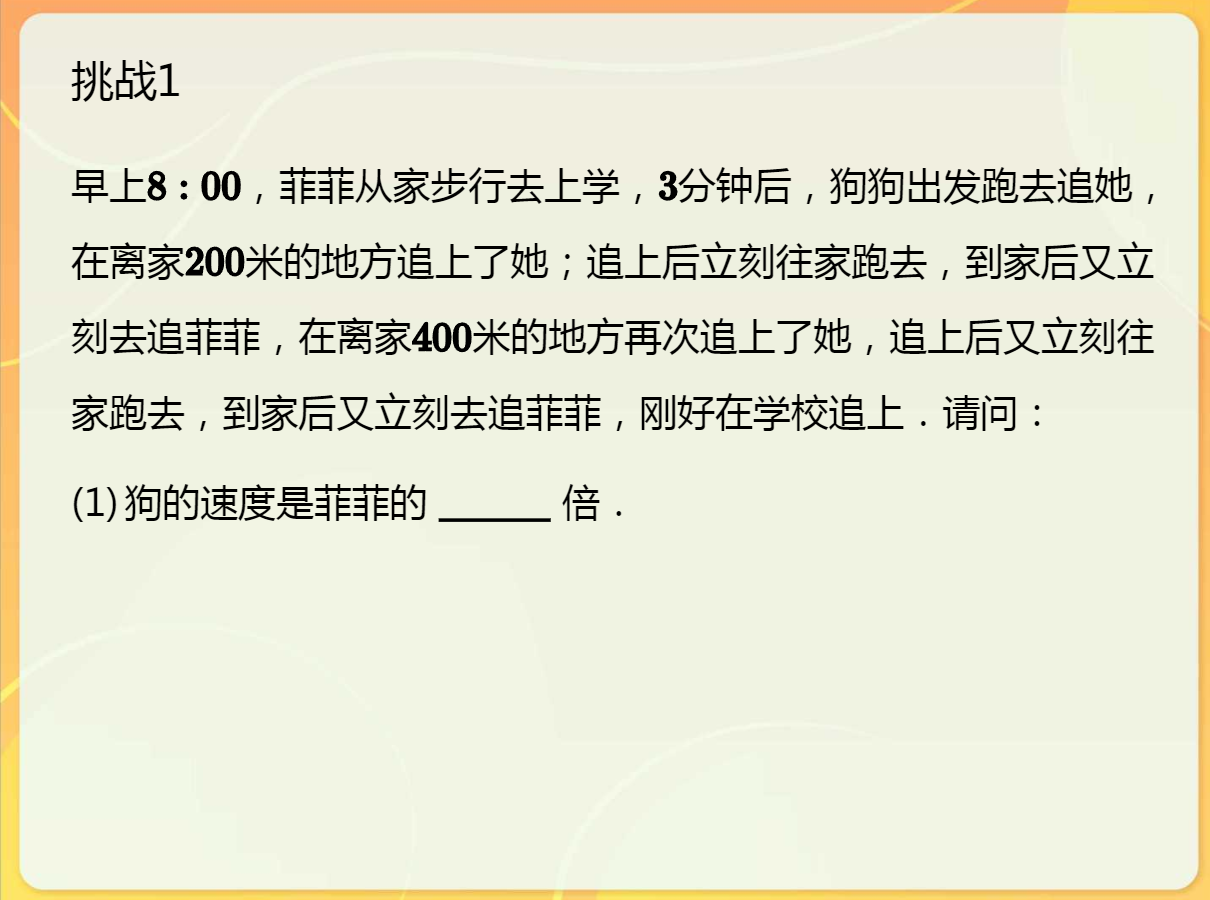 挑战1
早上8：00，菲菲从家步行去上学，3分钟后，狗狗出发跑去追她，
在离家200米的地方追上了她；追上后立刻往家跑去，到家后又立
刻去追菲菲，在离家400米的地方再次追上了她，追上后又立刻往
家跑去，到家后又立刻去追菲菲，刚好在学校追上．请问：
(1)狗的速度是菲菲的 ______ 倍．